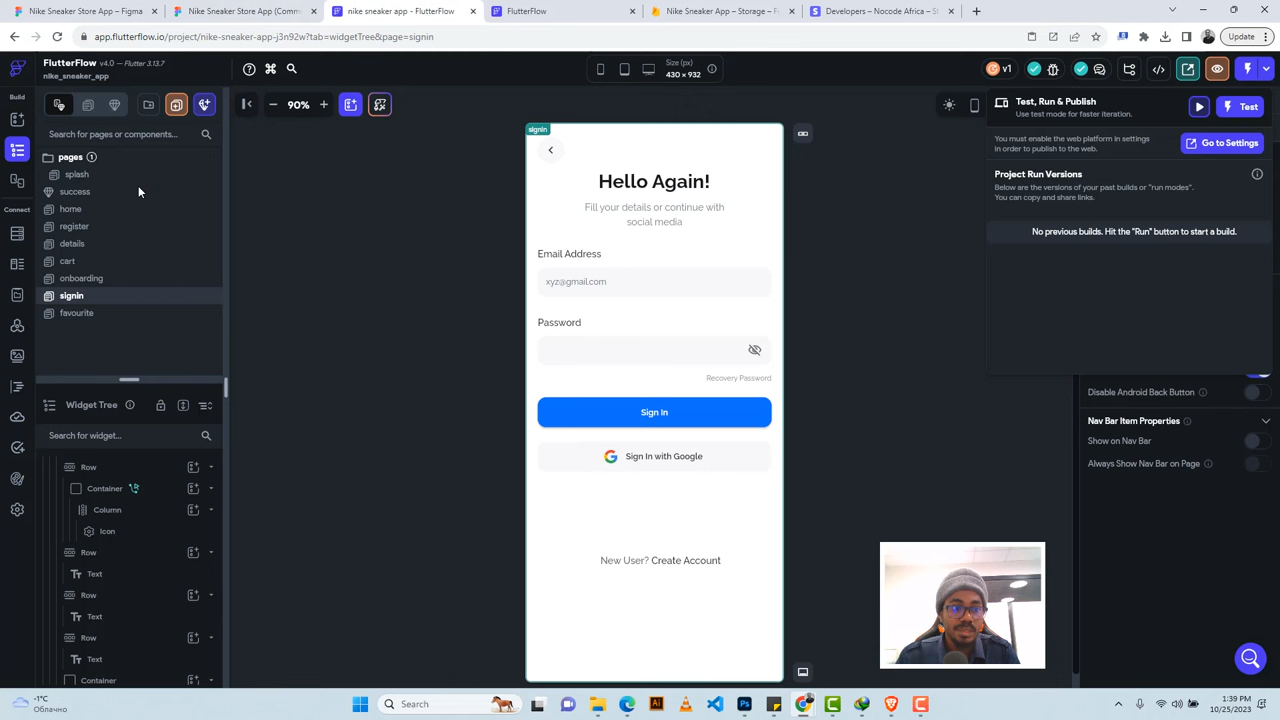 Nike Sneaker Store App – Figma
Nike Sneaker Store App (Comm
nike sneaker app - FlutterFlow
nike sneaker app - FlutterFlow
Nike Sneaker App – Storage – F
Devenders – Nocode Africa – St
app.flutterflow.io/project/nike-sneaker-app-j3n92w?tab=widgetTree&page=signin
Update
FlutterFlow v4.0 – Flutter 3.13.7
nike_sneaker_app
Size (px)
430 × 932
v1
Build
90%
Test, Run & Publish
Use test mode for faster iteration.
Test
Search for pages or components...
You must enable the web platform in settings
in order to publish to the web.
Go to Settings
pages 1
splash
success
home
register
details
cart
onboarding
signin
favourite
Connect
Project Run Versions
Below are the versions of your past builds or "run modes".
You can copy and share links.
No previous builds. Hit the "Run" button to start a build.
signin
Hello Again!
Fill your details or continue with
social media
Email Address
xyz@gmail.com
Password
Recovery Password
Sign In
Sign In with Google
New User? Create Account
Widget Tree
Search for widget...
Row
Container
Column
Icon
Row
Text
Row
Text
Row
Text
Container
Disable Android Back Button
Nav Bar Item Properties
Show on Nav Bar
Always Show Nav Bar on Page
-1°C
Облачно
Search
Ai
Ps
1:39 PM
10/25/2023